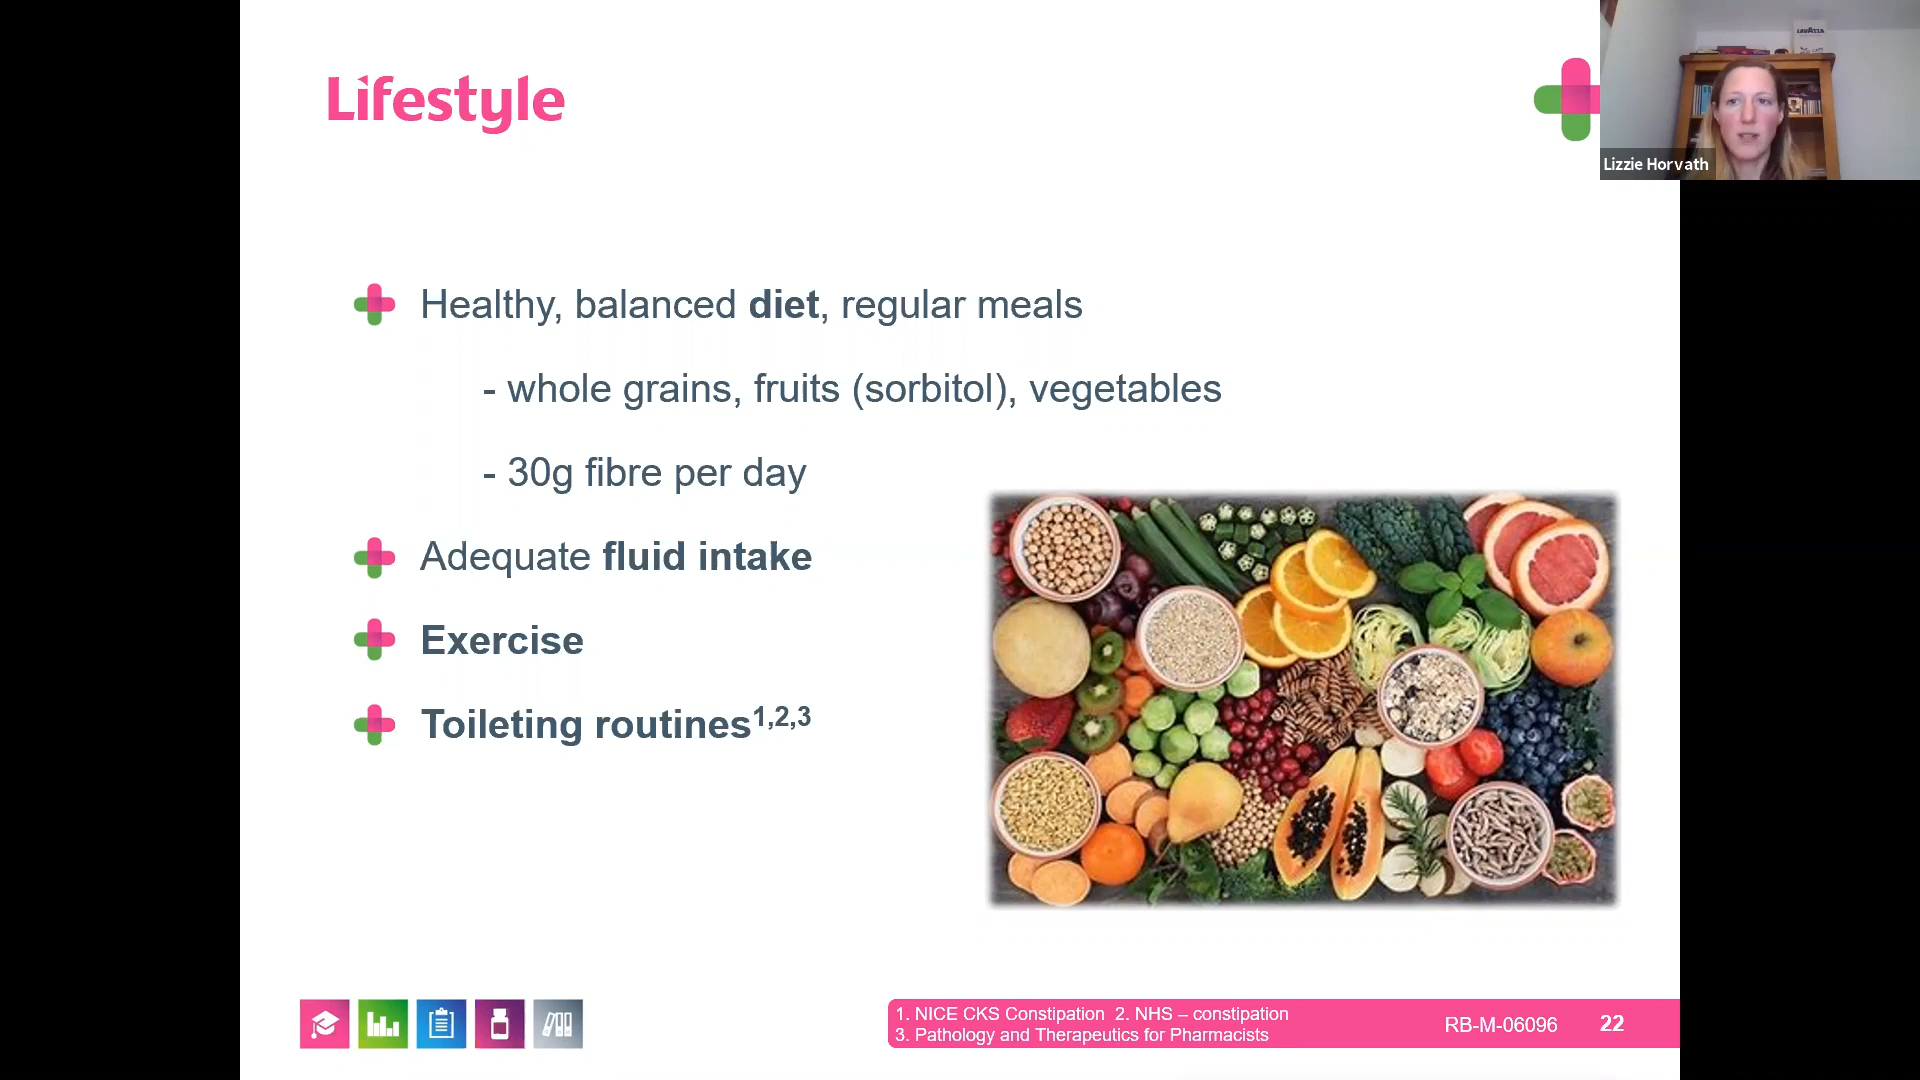 Lifestyle
LAVAZZA
Lizzie Horvath
Healthy, balanced diet, regular meals
- whole grains, fruits (sorbitol), vegetables
- 30g fibre per day
Adequate fluid intake
Exercise
Toileting routines1,2,3
1. NICE CKS Constipation 2. NHS – constipation
3. Pathology and Therapeutics for Pharmacists
RB-M-06096
22